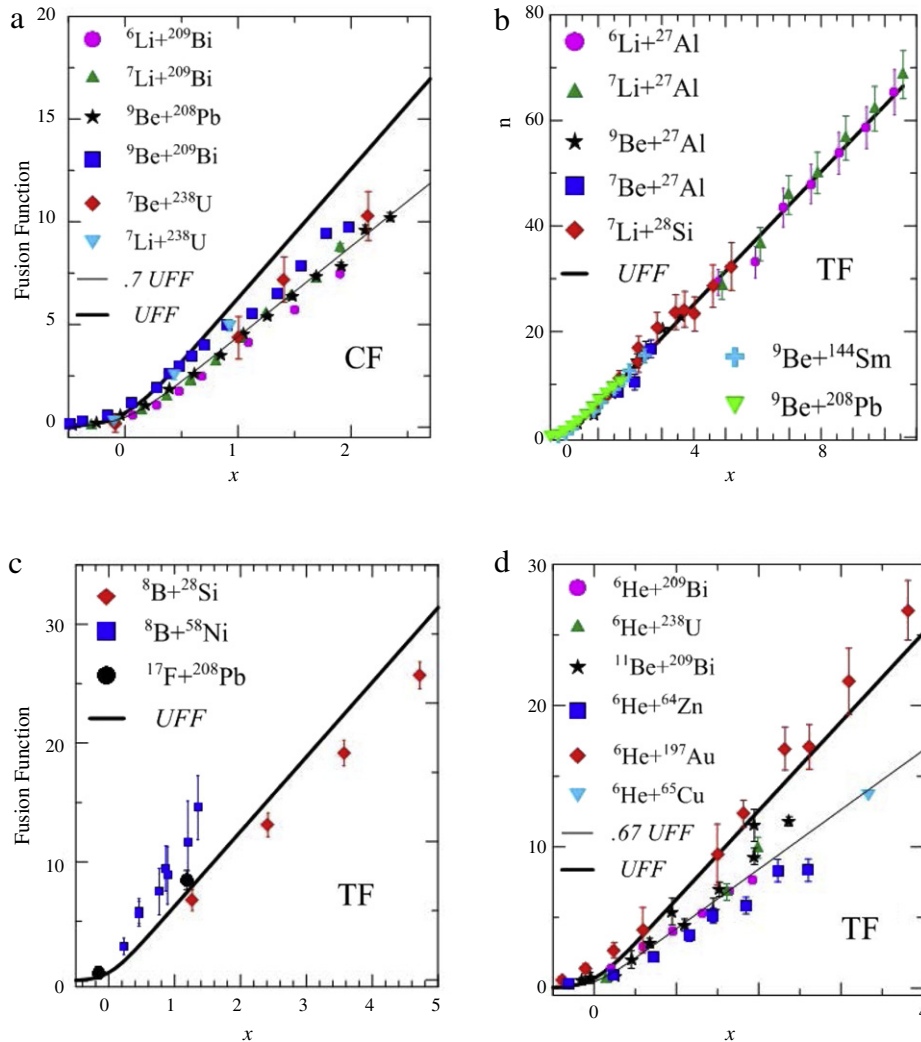 a
20
15
10
5
0
Fusion Function
⁶Li+²⁰⁹Bi
⁷Li+²⁰⁹Bi
⁹Be+²⁰⁸Pb
⁹Be+²⁰⁹Bi
⁷Be+²³⁸U
⁷Li+²³⁸U
.7 UFF
UFF
CF
0 1 2
x
b
80
60
40
20
0
n
⁶Li+²⁷Al
⁷Li+²⁷Al
⁹Be+²⁷Al
⁷Be+²⁷Al
⁷Li+²⁸Si
UFF
TF
⁹Be+¹⁴⁴Sm
⁹Be+²⁰⁸Pb
0 4 8
x
c
30
20
10
0
Fusion Function
⁸B+²⁸Si
⁸B+⁵⁸Ni
¹⁷F+²⁰⁸Pb
UFF
TF
0 1 2 3 4 5
x
d
30
20
10
0
⁶He+²⁰⁹Bi
⁶He+²³⁸U
¹¹Be+²⁰⁹Bi
⁶He+⁶⁴Zn
⁶He+¹⁹⁷Au
⁶He+⁶⁵Cu
.67 UFF
UFF
TF
0 4
x